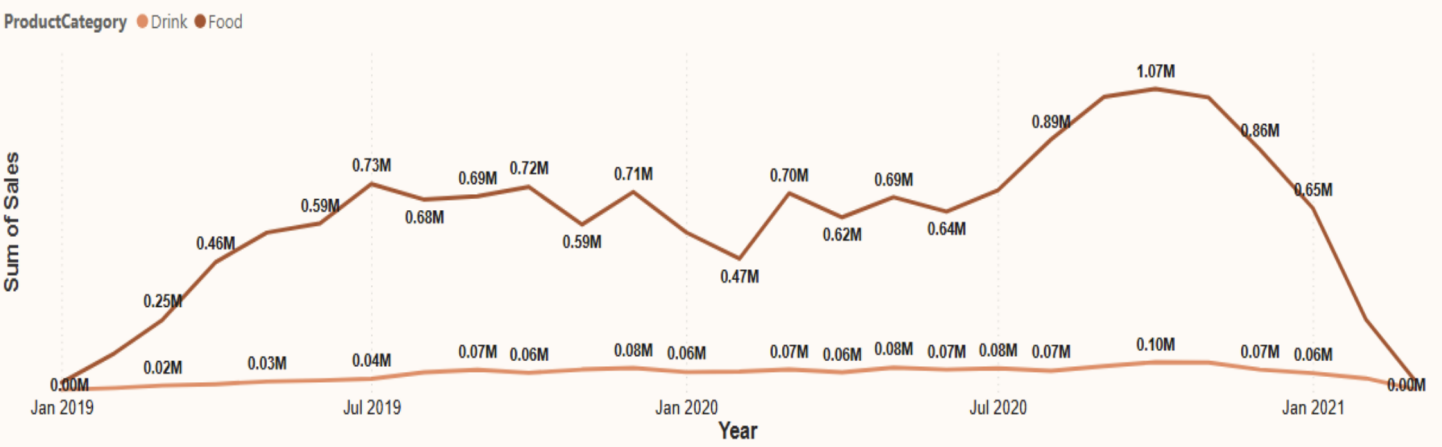 ProductCategory Drink Food
Sum of Sales
1.07M
0.89M
0.86M
0.73M
0.72M
0.71M
0.70M
0.69M
0.69M
0.65M
0.59M
0.68M
0.59M
0.62M
0.64M
0.46M
0.47M
0.25M
0.02M 0.03M 0.04M 0.07M 0.06M 0.08M 0.06M 0.07M 0.06M 0.08M 0.07M 0.08M 0.07M 0.10M 0.07M 0.06M
0.00M 0.00M
Jan 2019 Jul 2019 Jan 2020 Jul 2020 Jan 2021
Year